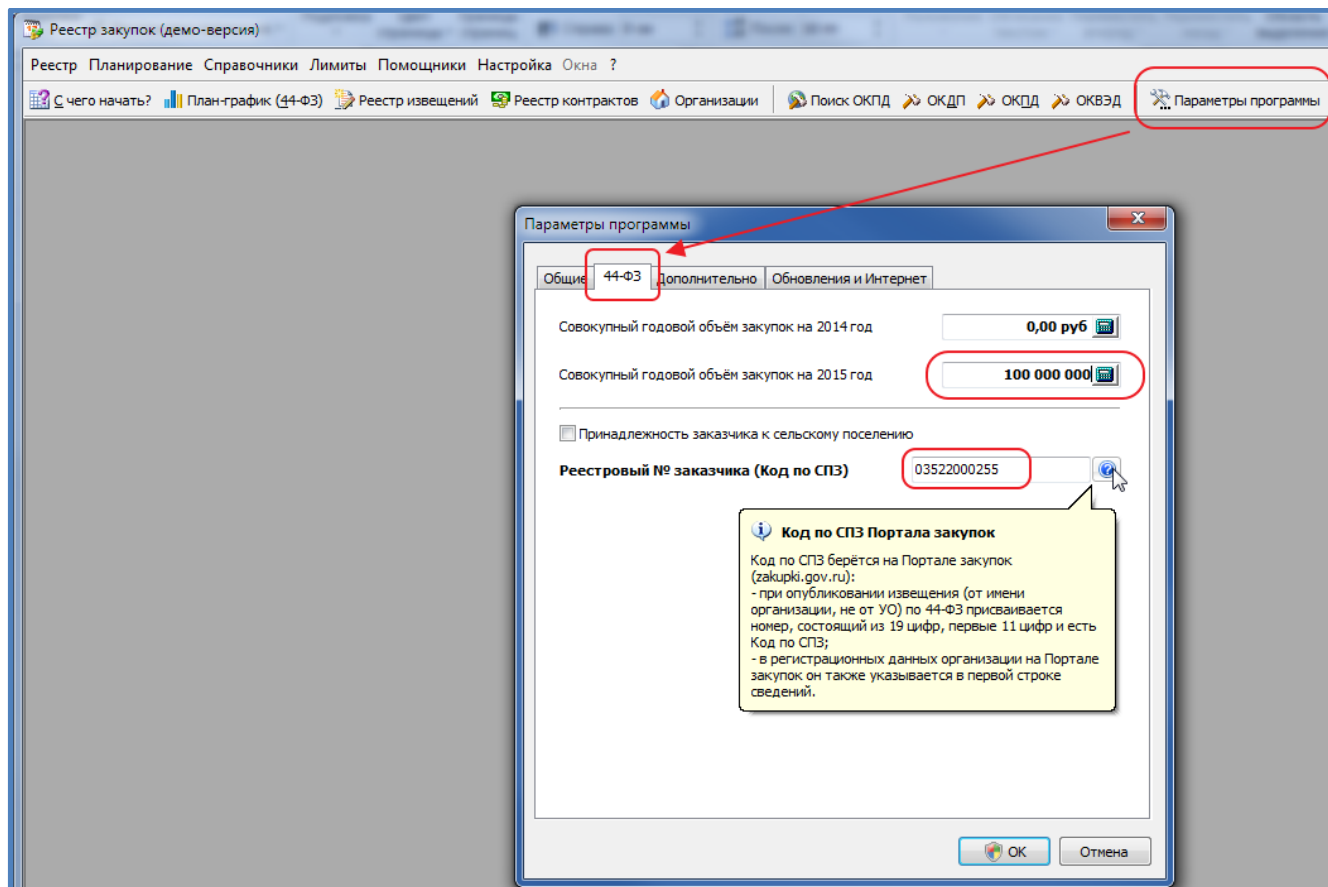 Реестр закупок (демо-версия)
Реестр Планирование Справочники Лимиты Помощники Настройка Окна ?
С чего начать? План-график (44-ФЗ) Реестр извещений Реестр контрактов Организации Поиск ОКПД ОКДП ОКПД ОКВЭД Параметры программы
Параметры программы
Общие 44-ФЗ Дополнительно Обновления и Интернет
Совокупный годовой объём закупок на 2014 год 0,00 руб
Совокупный годовой объём закупок на 2015 год 100 000 000
Принадлежность заказчика к сельскому поселению
Реестровый № заказчика (Код по СПЗ) 03522000255
Код по СПЗ Портала закупок
Код по СПЗ берётся на Портале закупок
(zakupki.gov.ru):
- при опубликовании извещения (от имени
организации, не от УО) по 44-ФЗ присваивается
номер, состоящий из 19 цифр, первые 11 цифр и есть
Код по СПЗ;
- в регистрационных данных организации на Портале
закупок он также указывается в первой строке
сведений.
ОК Отмена